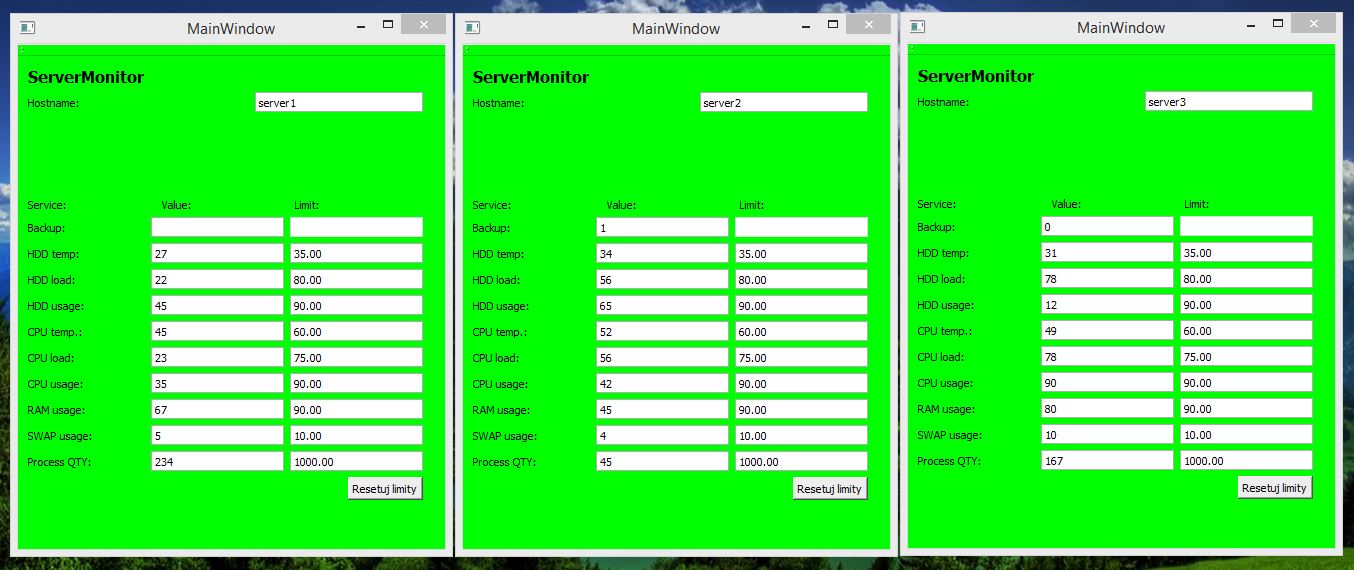 MainWindow
ServerMonitor
Hostname: server1
Service: Value: Limit:
Backup:
HDD temp: 27 35.00
HDD load: 22 80.00
HDD usage: 45 90.00
CPU temp.: 45 60.00
CPU load: 23 75.00
CPU usage: 35 90.00
RAM usage: 67 90.00
SWAP usage: 5 10.00
Process QTY: 234 1000.00
Resetuj limity
MainWindow
ServerMonitor
Hostname: server2
Service: Value: Limit:
Backup: 1
HDD temp: 34 35.00
HDD load: 56 80.00
HDD usage: 65 90.00
CPU temp.: 52 60.00
CPU load: 56 75.00
CPU usage: 42 90.00
RAM usage: 45 90.00
SWAP usage: 4 10.00
Process QTY: 45 1000.00
Resetuj limity
MainWindow
ServerMonitor
Hostname: server3
Service: Value: Limit:
Backup: 0
HDD temp: 31 35.00
HDD load: 78 80.00
HDD usage: 12 90.00
CPU temp.: 49 60.00
CPU load: 78 75.00
CPU usage: 90 90.00
RAM usage: 80 90.00
SWAP usage: 10 10.00
Process QTY: 167 1000.00
Resetuj limity